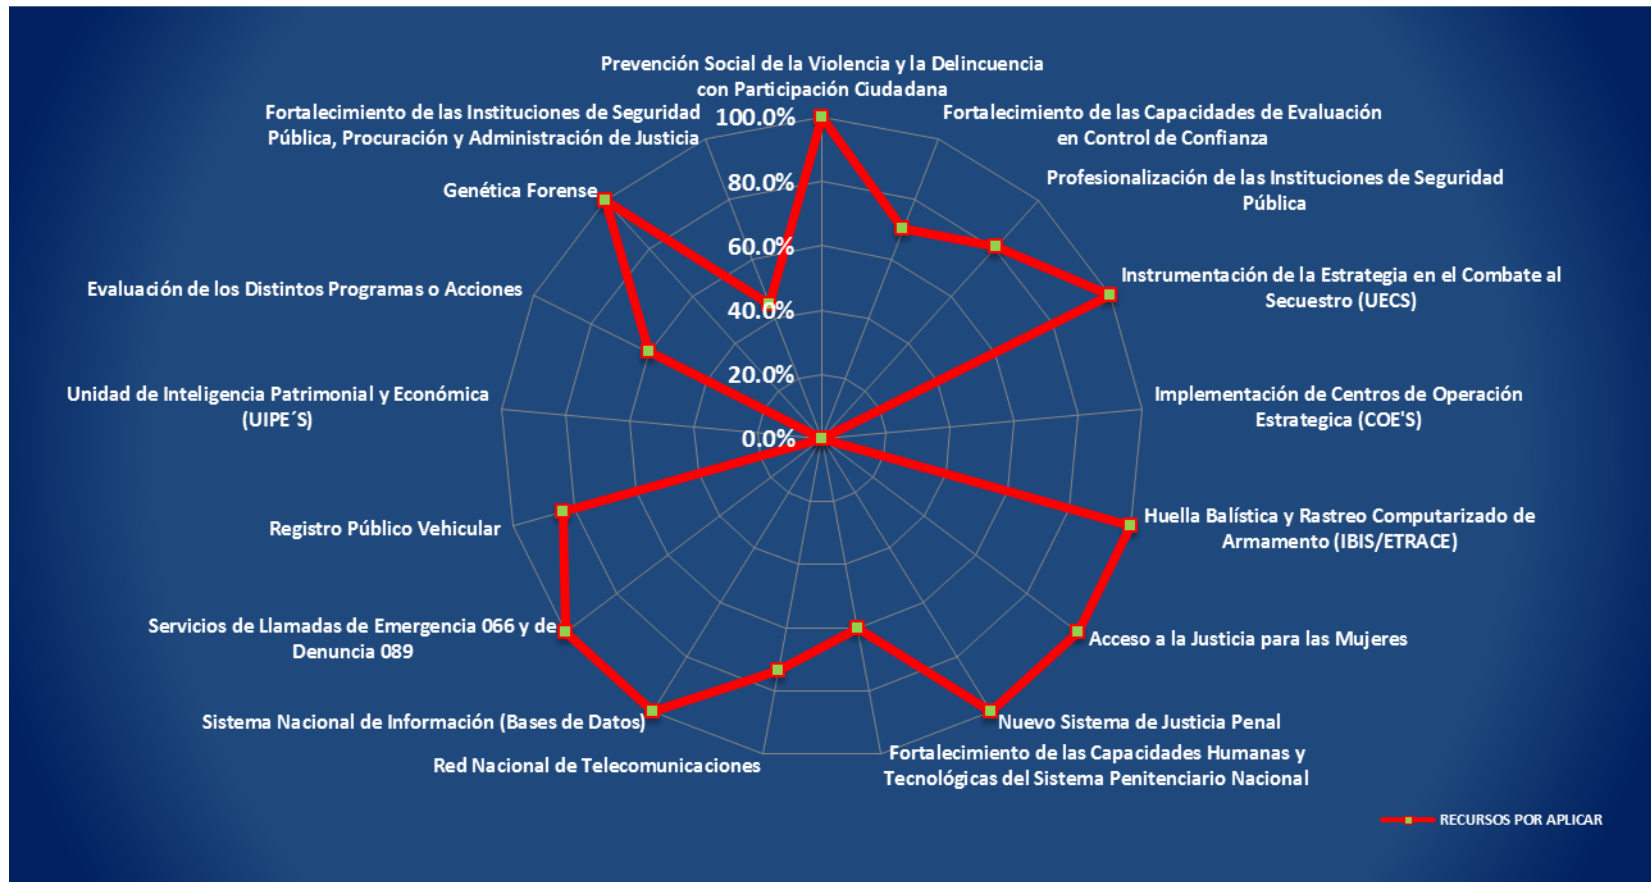 Prevención Social de la Violencia y la Delincuencia
con Participación Ciudadana
Fortalecimiento de las Capacidades de Evaluación
en Control de Confianza
Profesionalización de las Instituciones de Seguridad
Pública
Instrumentación de la Estrategia en el Combate al
Secuestro (UECS)
Implementación de Centros de Operación
Estrategica (COE'S)
Huella Balística y Rastreo Computarizado de
Armamento (IBIS/ETRACE)
Acceso a la Justicia para las Mujeres
Nuevo Sistema de Justicia Penal
Fortalecimiento de las Capacidades Humanas y
Tecnológicas del Sistema Penitenciario Nacional
Red Nacional de Telecomunicaciones
Sistema Nacional de Información (Bases de Datos)
Servicios de Llamadas de Emergencia 066 y de
Denuncia 089
Registro Público Vehicular
Unidad de Inteligencia Patrimonial y Económica
(UIPE´S)
Evaluación de los Distintos Programas o Acciones
Genética Forense
Fortalecimiento de las Instituciones de Seguridad
Pública, Procuración y Administración de Justicia
100.0%
80.0%
60.0%
40.0%
20.0%
0.0%
RECURSOS POR APLICAR